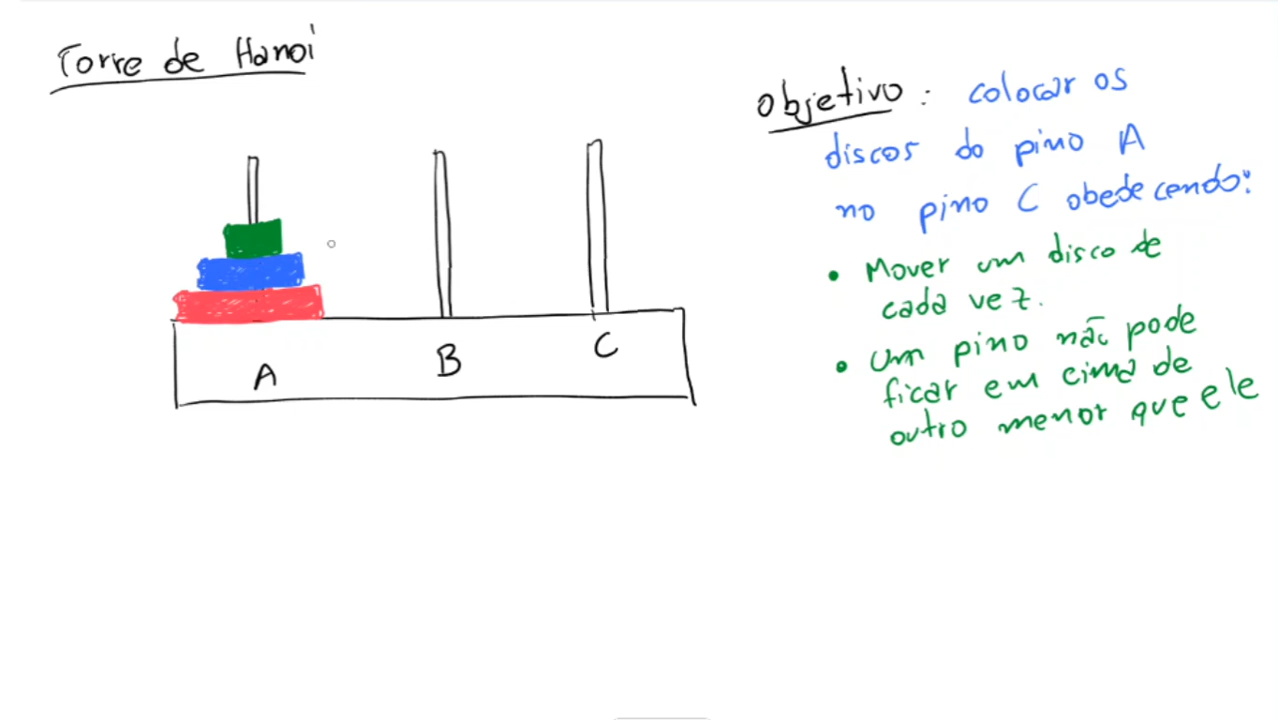 Torre de Hanoi
Objetivo: colocar os
discos do pino A
no pino C obedecendo:
• Mover um disco de
cada vez.
• Um pino não pode
ficar em cima de
outro menor que ele
A
B
C